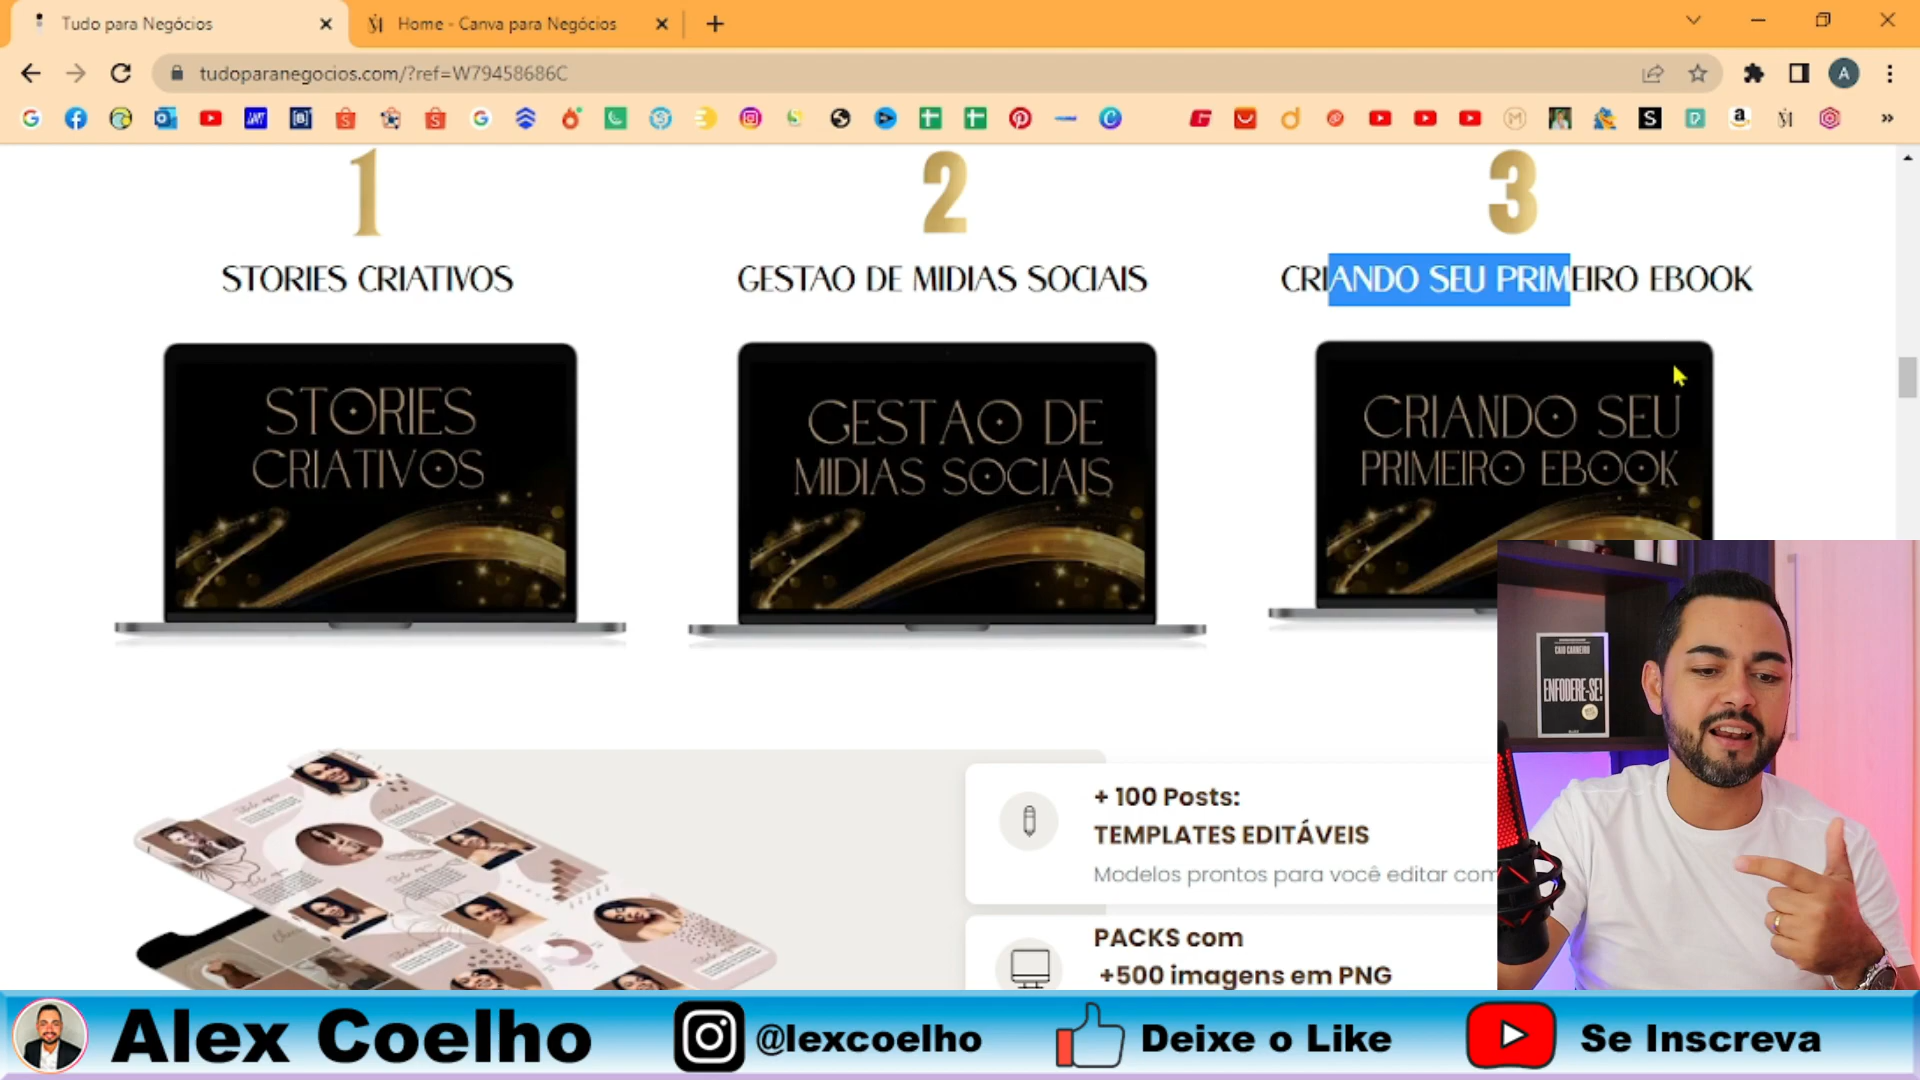 Tudo para Negócios
Home - Canva para Negócios
tudoparanegocios.com/?ref=W79458686C
A
1
2
3
STORIES CRIATIVOS
GESTAO DE MIDIAS SOCIAIS
CRIANDO SEU PRIMEIRO EBOOK
STORIES
CRIATIVOS
GESTAO DE
MIDIAS SOCIAIS
CRIANDO SEU
PRIMEIRO EBOOK
CAIO CARNEIRO
ENFODERE-SE!
+ 100 Posts:
TEMPLATES EDITÁVEIS
Modelos prontos para você editar com
PACKS com
+500 imagens em PNG
Alex Coelho
@lexcoelho
Deixe o Like
Se Inscreva